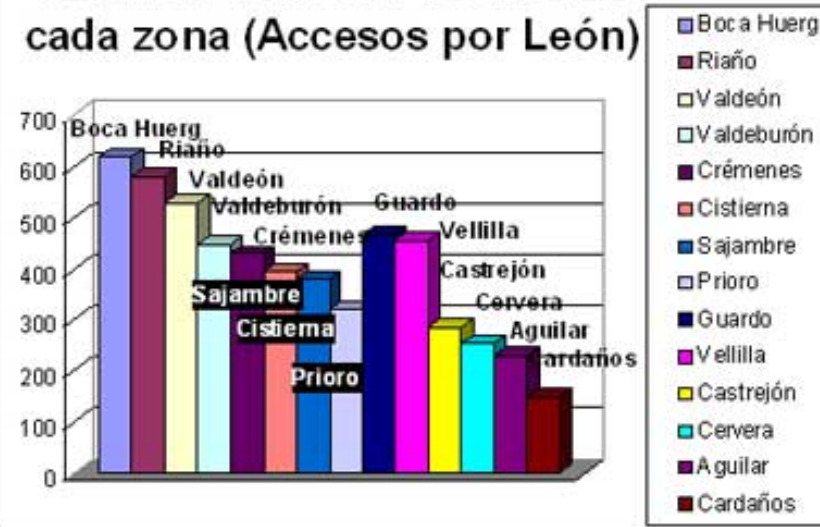 cada zona (Accesos por León)
700
600
500
400
300
200
100
0
Boca Huerg
Riaño
Valdeón
Valdeburón
Crémenes
Sajambre
Cistierna
Prioro
Guardo
Vellilla
Castrejón
Cervera
Aguilar
Cardaños
Boca Huerg
Riaño
Valdeón
Valdeburón
Crémenes
Cistierna
Sajambre
Prioro
Guardo
Vellilla
Castrejón
Cervera
Aguilar
Cardaños